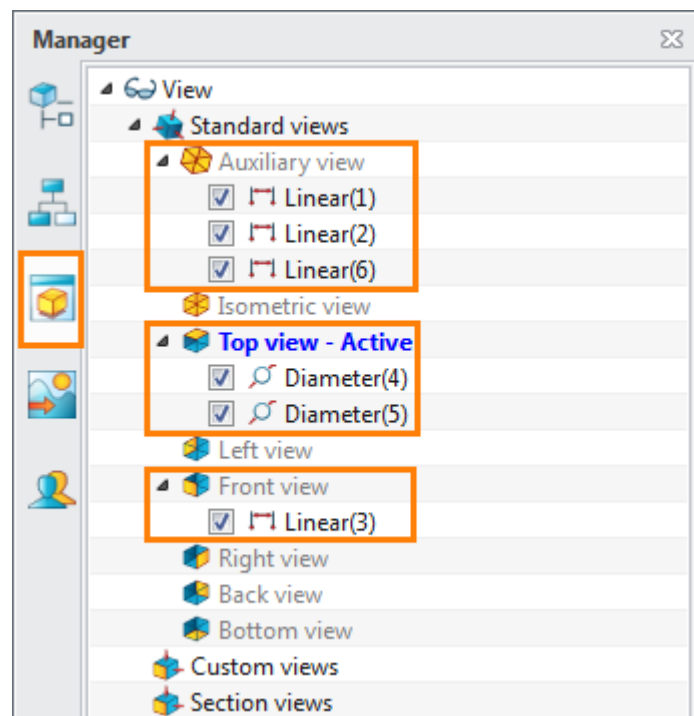 Manager
View
Standard views
Auxiliary view
Linear(1)
Linear(2)
Linear(6)
Isometric view
Top view - Active
Diameter(4)
Diameter(5)
Left view
Front view
Linear(3)
Right view
Back view
Bottom view
Custom views
Section views